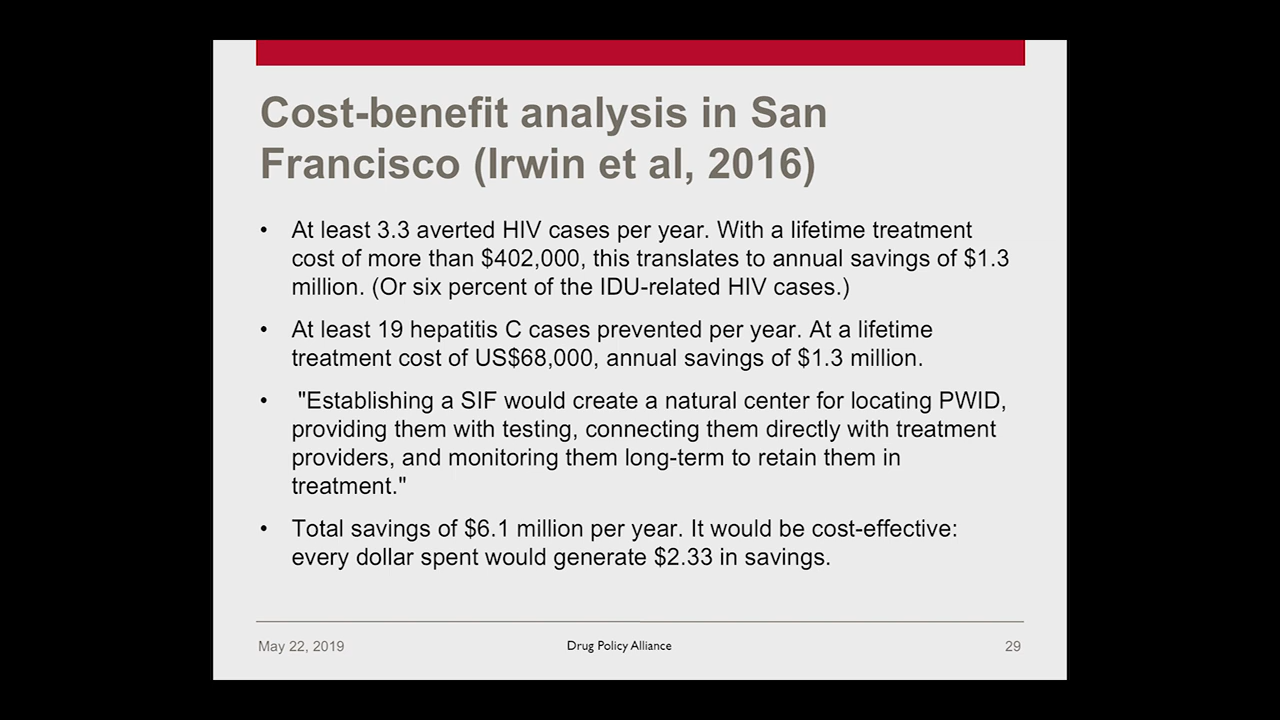 Cost-benefit analysis in San
Francisco (Irwin et al, 2016)
• At least 3.3 averted HIV cases per year. With a lifetime treatment
cost of more than $402,000, this translates to annual savings of $1.3
million. (Or six percent of the IDU-related HIV cases.)
• At least 19 hepatitis C cases prevented per year. At a lifetime
treatment cost of US$68,000, annual savings of $1.3 million.
• "Establishing a SIF would create a natural center for locating PWID,
providing them with testing, connecting them directly with treatment
providers, and monitoring them long-term to retain them in
treatment."
• Total savings of $6.1 million per year. It would be cost-effective:
every dollar spent would generate $2.33 in savings.
May 22, 2019 Drug Policy Alliance 29